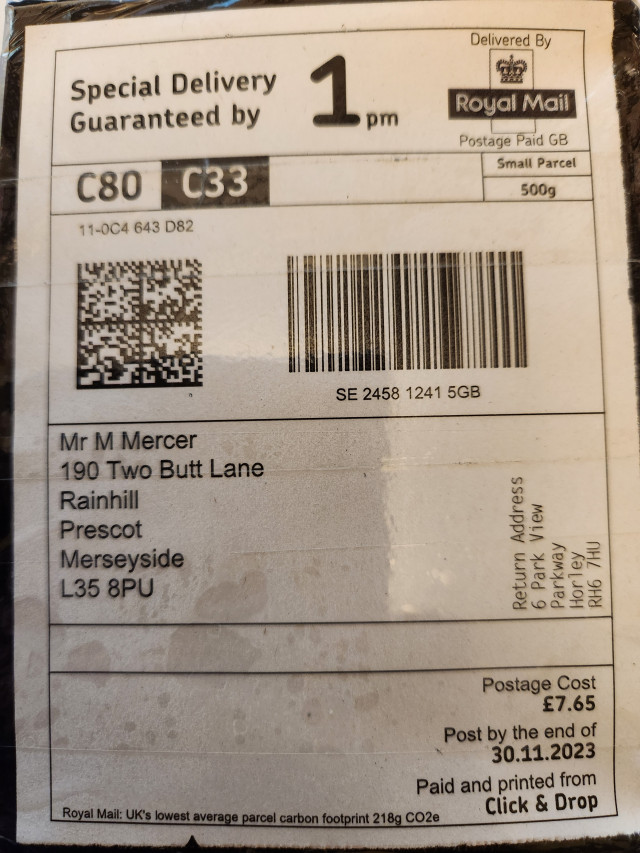 Special Delivery
Guaranteed by
1pm
Delivered By
Royal Mail
Postage Paid GB
C80 C33
Small Parcel
500g
11-0C4 643 D82
SE 2458 1241 5GB
Mr M Mercer
190 Two Butt Lane
Rainhill
Prescot
Merseyside
L35 8PU
Return Address
6 Park View
Parkway
Horley
RH6 7HU
Postage Cost
£7.65
Post by the end of
30.11.2023
Paid and printed from
Click & Drop
Royal Mail: UK's lowest average parcel carbon footprint 218g CO2e